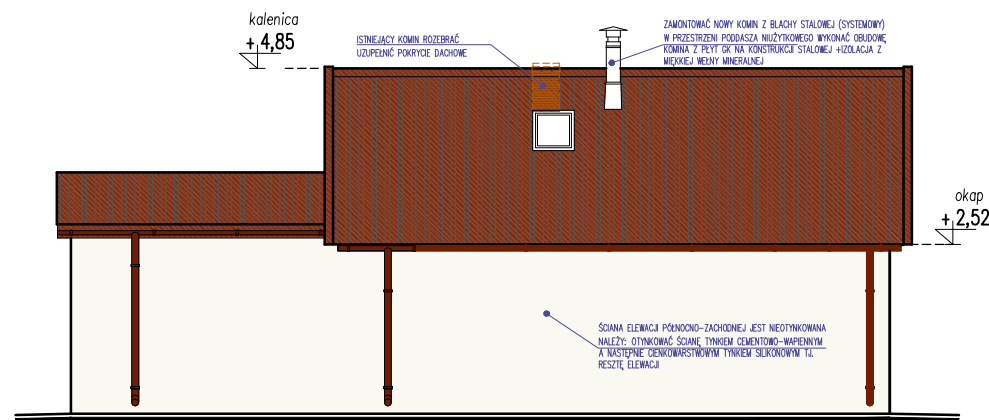 kalenica
+ 4,85
ISTNIEJĄCY KOMIN ROZEBRAĆ
UZUPEŁNIĆ POKRYCIE DACHOWE
ZAMONTOWAĆ NOWY KOMIN Z BLACHY STALOWEJ (SYSTEMOWY)
W PRZESTRZENI PODDASZA NIUŻYTKOWEGO WYKONAĆ OBUDOWĘ
KOMINA Z PŁYT GK NA KONSTRUKCJI STALOWEJ +IZOLACJA Z
MIĘKKIEJ WEŁNY MINERALNEJ
okap
+ 2,52
ŚCIANA ELEWACJI PÓŁNOCNO-ZACHODNIEJ JEST NIEOTYNKOWANA
NALEŻY: OTYNKOWAĆ ŚCIANĘ TYNKIEM CEMENTOWO-WAPIENNYM
A NASTĘPNIE CIENKOWARSTWOWYM TYNKIEM SILIKONOWYM TJ.
RESZTĘ ELEWACJI